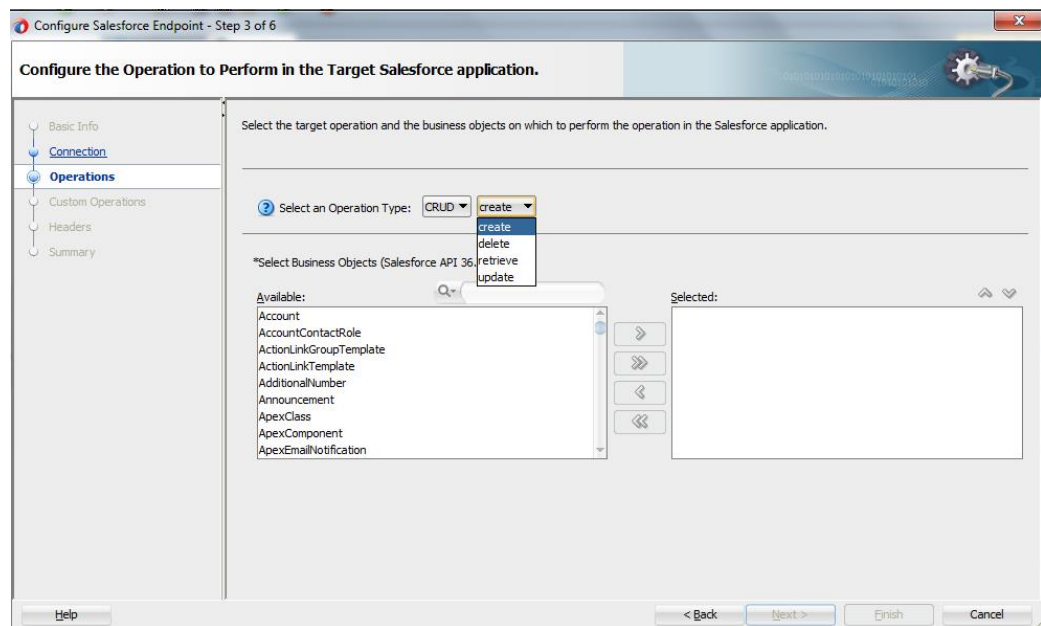 Configure Salesforce Endpoint - Step 3 of 6
Configure the Operation to Perform in the Target Salesforce application.
Basic Info
Connection
Operations
Custom Operations
Headers
Summary
Select the target operation and the business objects on which to perform the operation in the Salesforce application.
Select an Operation Type: CRUD create
create
delete
retrieve
update
*Select Business Objects (Salesforce API 36.
Available:
Selected:
Account
AccountContactRole
ActionLinkGroupTemplate
ActionLinkTemplate
AdditionalNumber
Announcement
ApexClass
ApexComponent
ApexEmailNotification
Help
< Back
Next >
Finish
Cancel